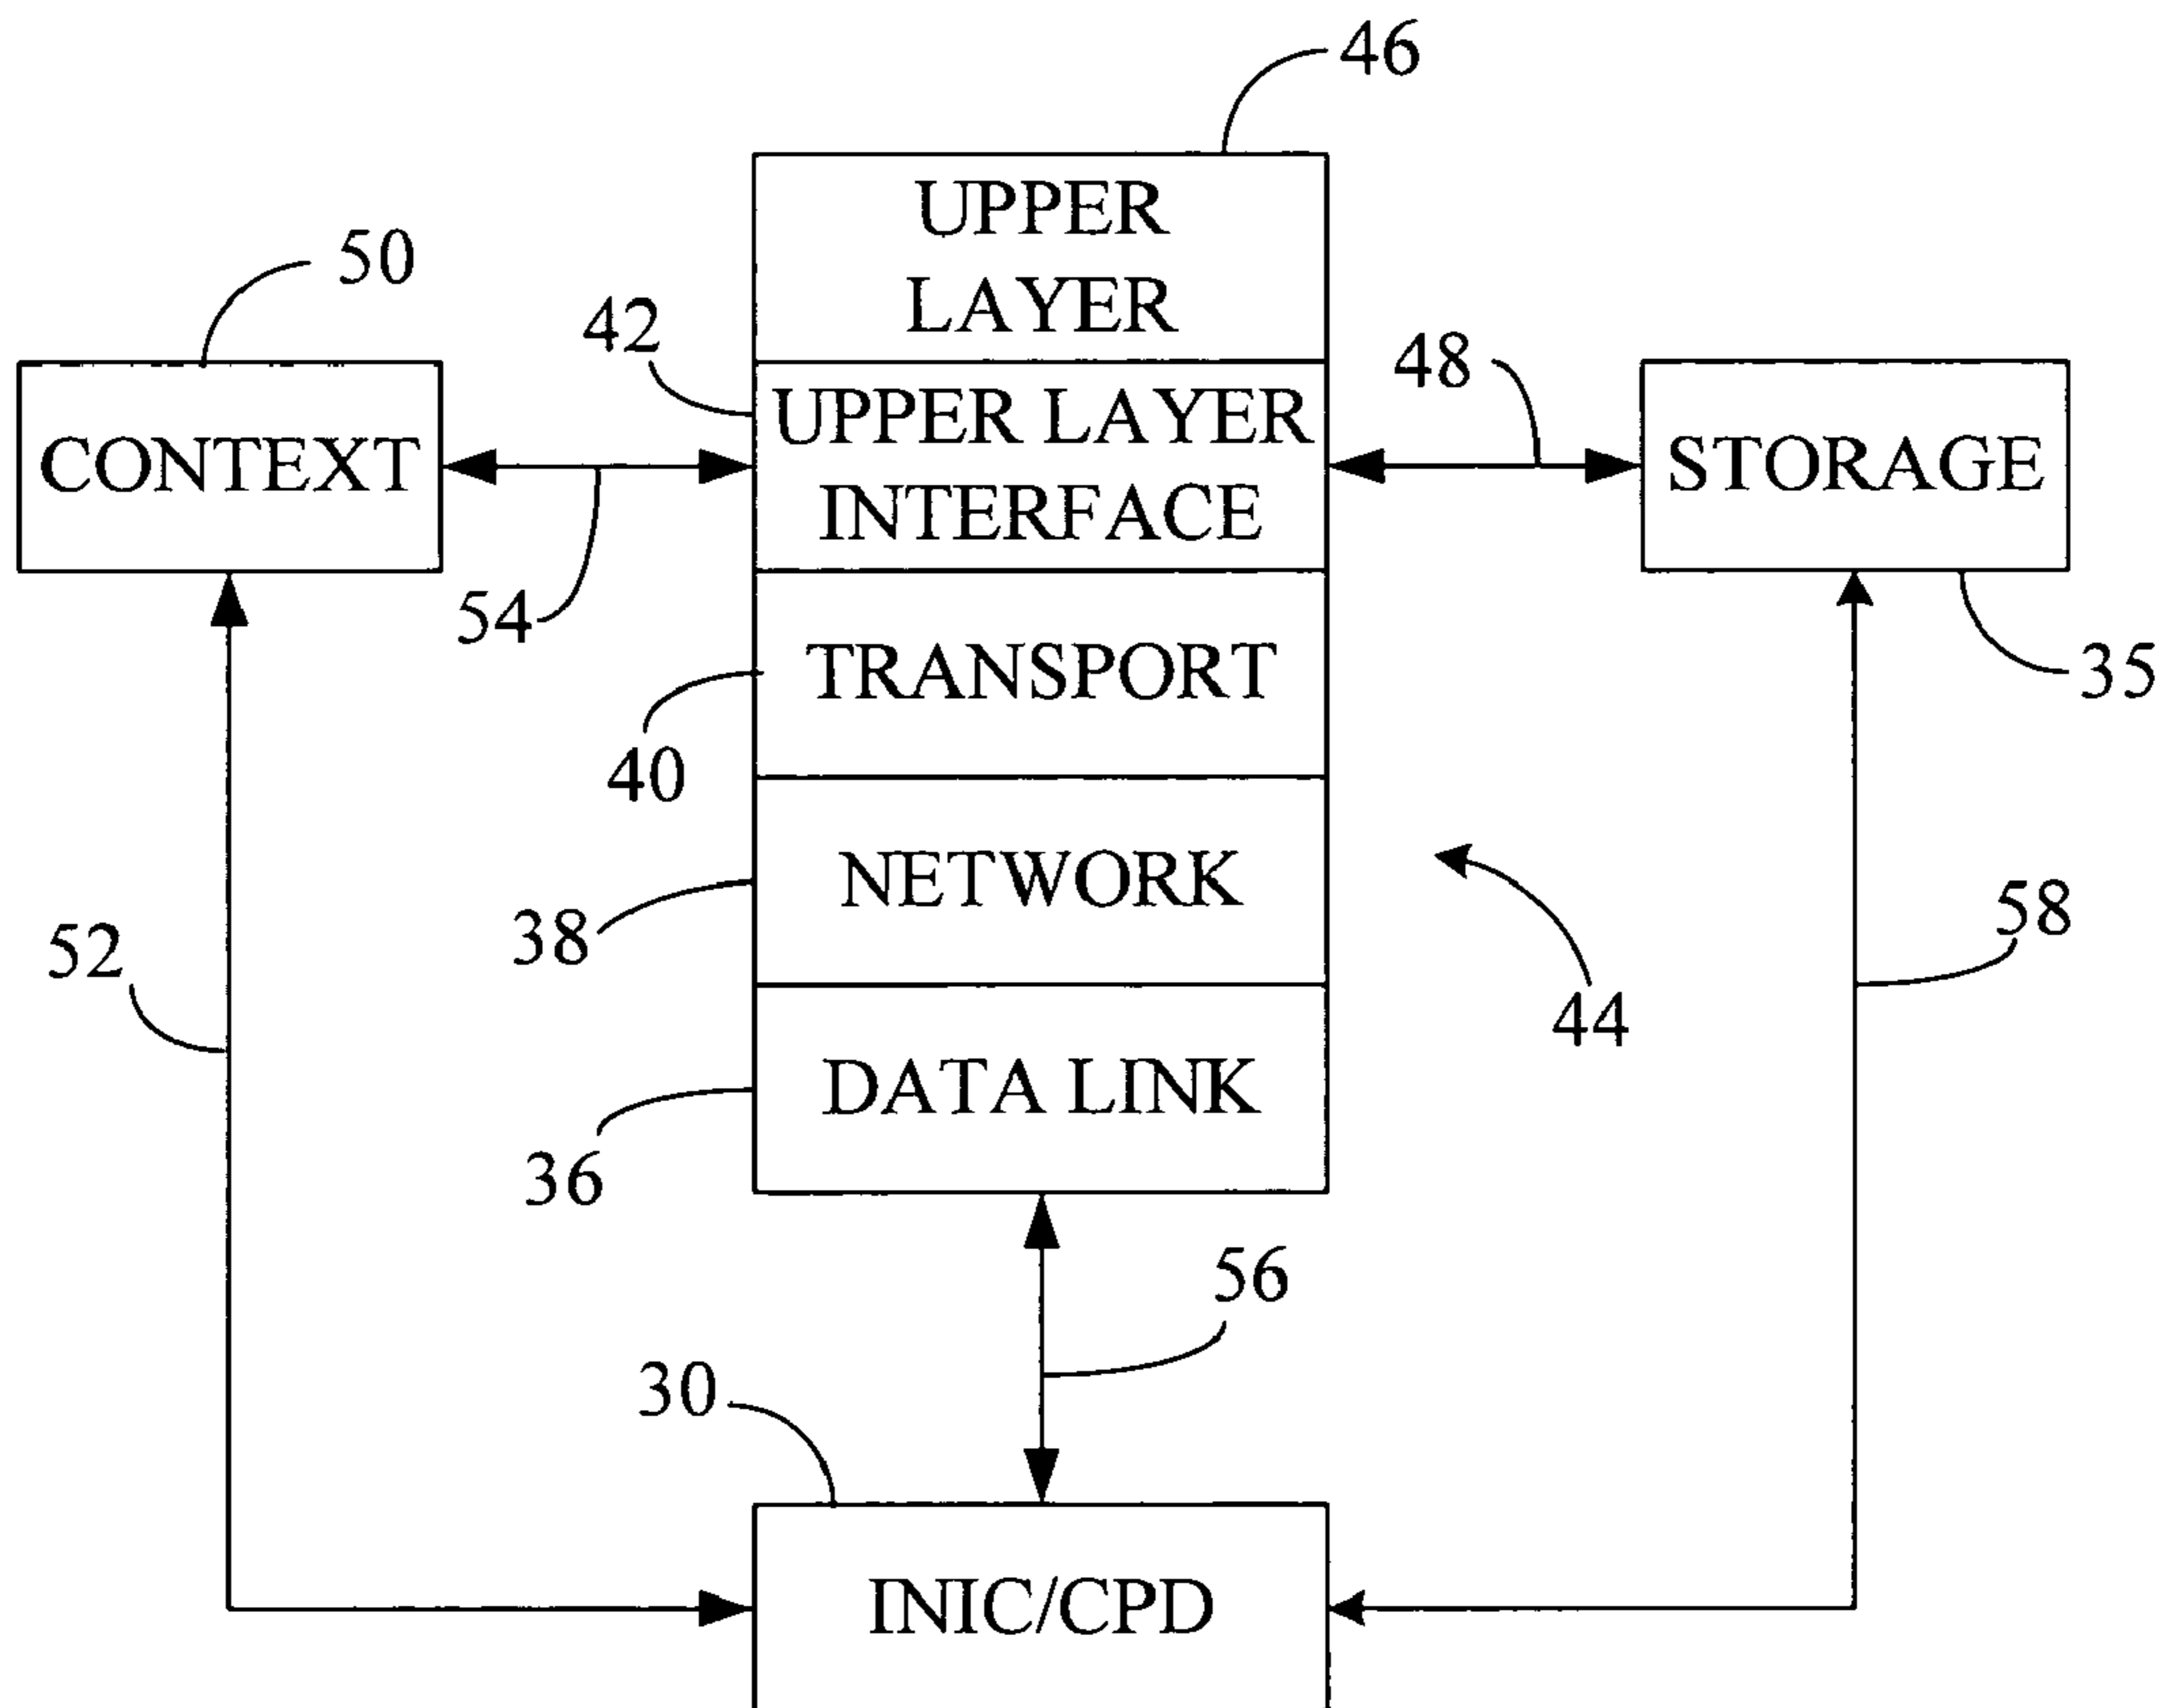 46
UPPER
LAYER
50
42
48
UPPER LAYER
INTERFACE
CONTEXT
STORAGE
54
TRANSPORT
35
40
NETWORK
38
58
52
44
DATA LINK
36
56
30
INIC/CPD